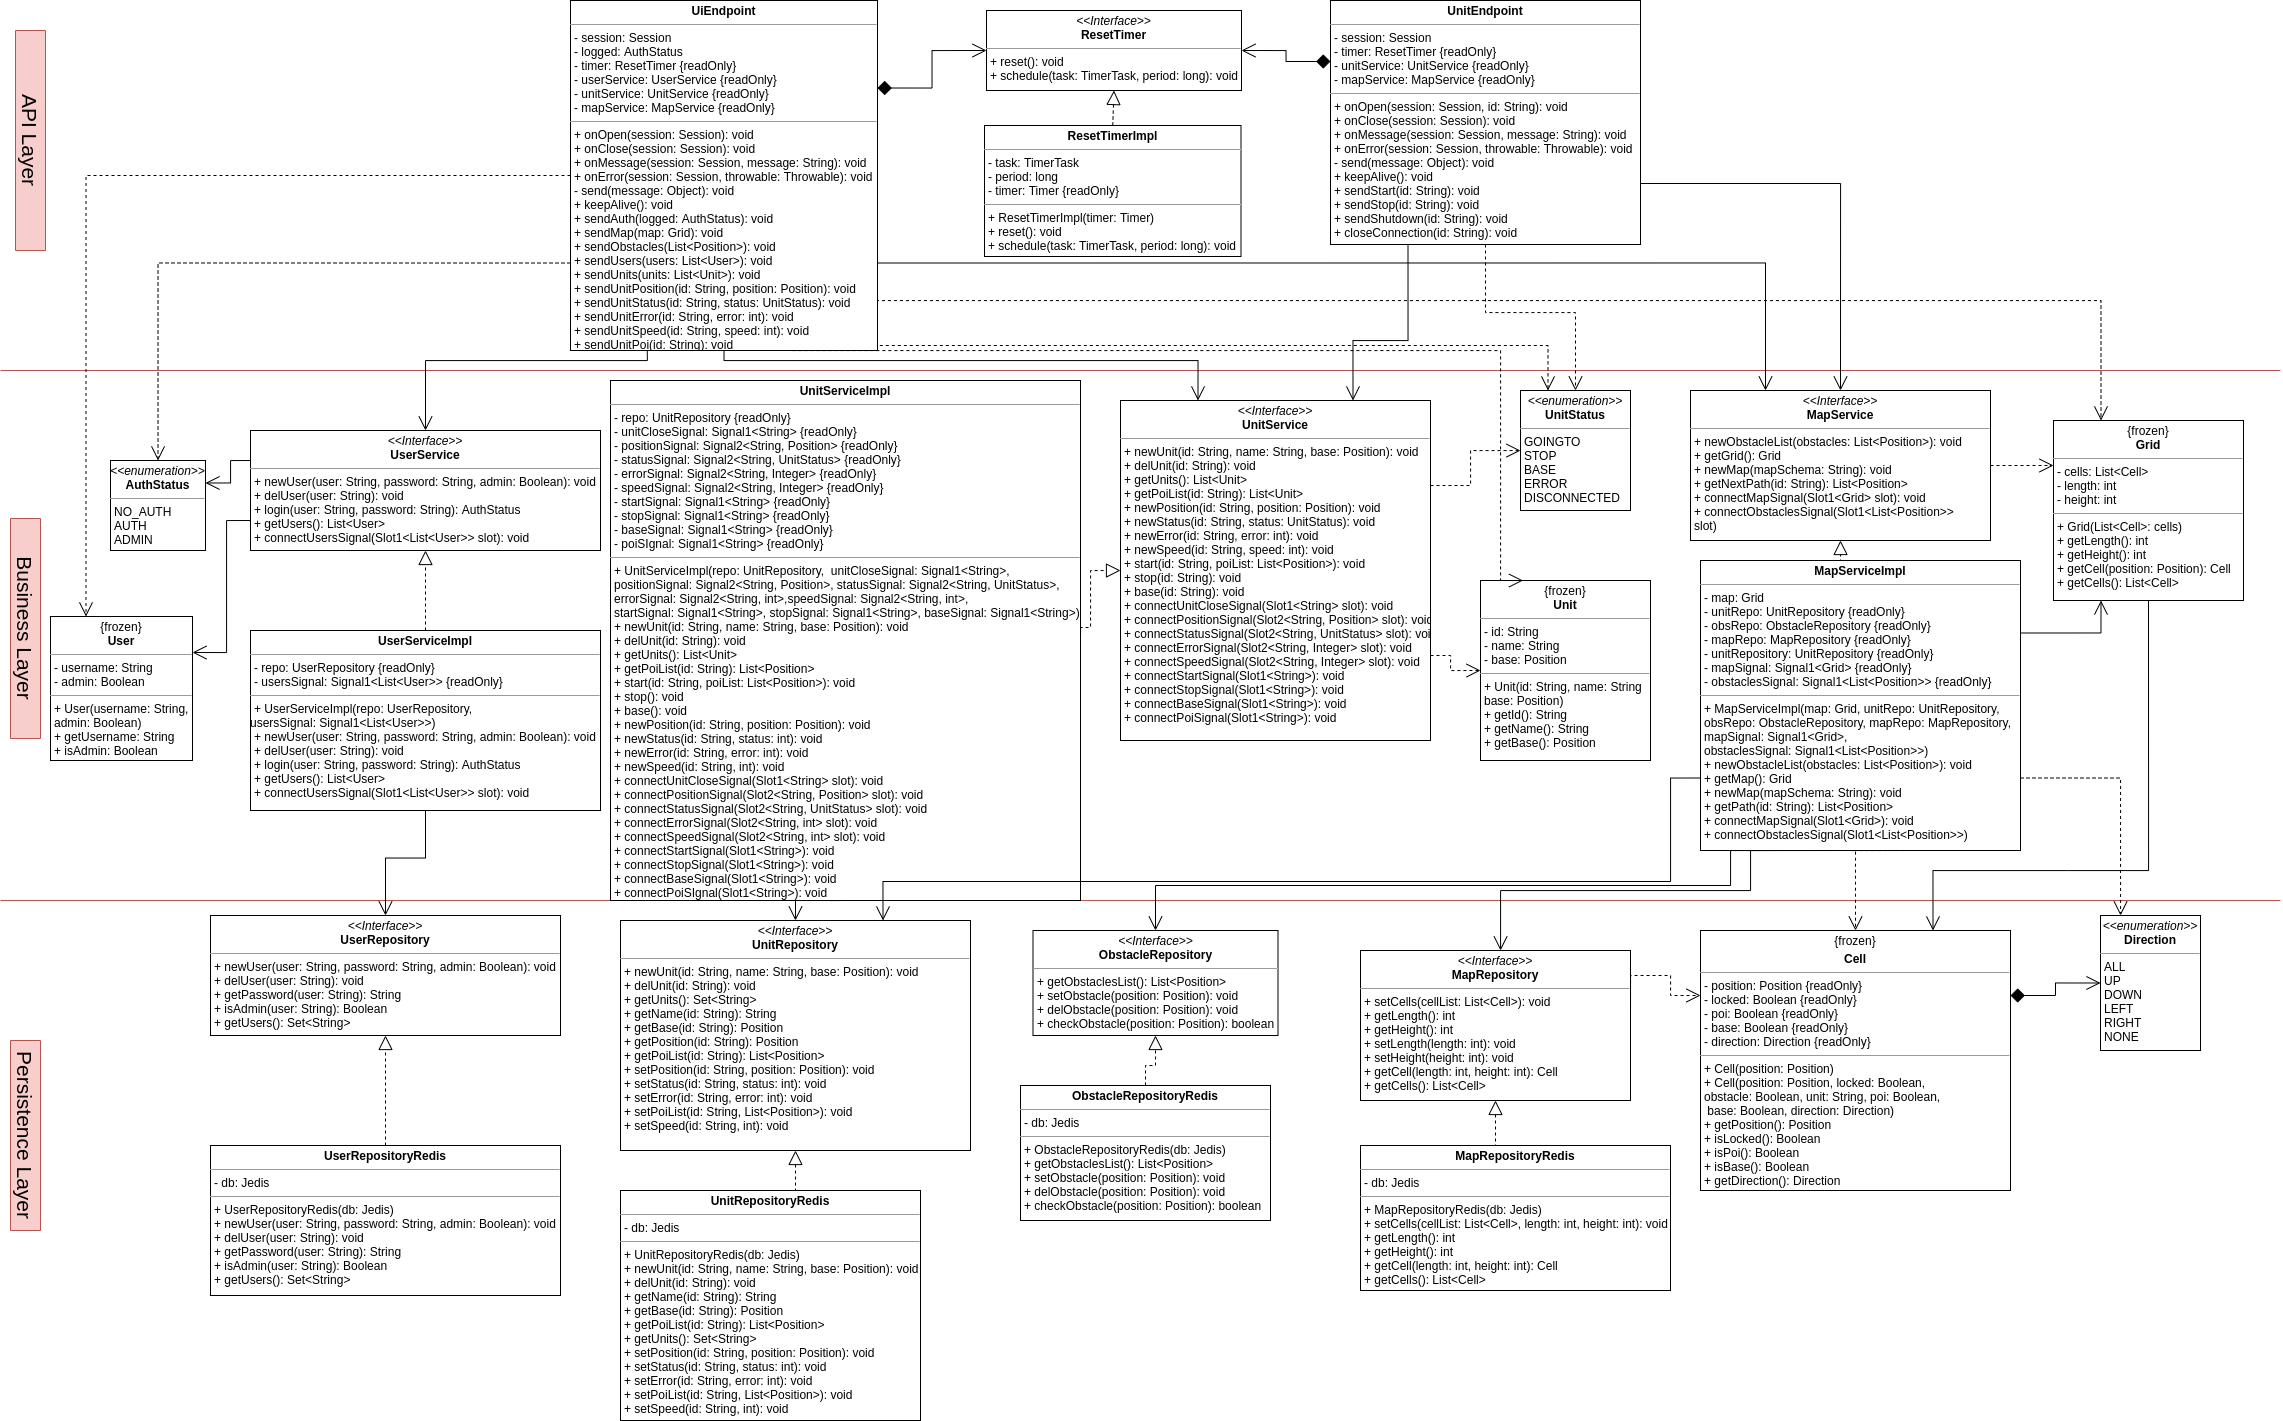 API Layer
UiEndpoint
- session: Session
- logged: AuthStatus
- timer: ResetTimer {readOnly}
- userService: UserService {readOnly}
- unitService: UnitService {readOnly}
- mapService: MapService {readOnly}
+ onOpen(session: Session): void
+ onClose(session: Session): void
+ onMessage(session: Session, message: String): void
+ onError(session: Session, throwable: Throwable): void
- send(message: Object): void
+ keepAlive(): void
+ sendAuth(logged: AuthStatus): void
+ sendMap(map: Grid): void
+ sendObstacles(List<Position>): void
+ sendUsers(users: List<User>): void
+ sendUnits(units: List<Unit>): void
+ sendUnitPosition(id: String, position: Position): void
+ sendUnitStatus(id: String, status: UnitStatus): void
+ sendUnitError(id: String, error: int): void
+ sendUnitSpeed(id: String, speed: int): void
+ sendUnitPoi(id: String): void
<<Interface>>
ResetTimer
+ reset(): void
+ schedule(task: TimerTask, period: long): void
ResetTimerImpl
- task: TimerTask
- period: long
- timer: Timer {readOnly}
+ ResetTimerImpl(timer: Timer)
+ reset(): void
+ schedule(task: TimerTask, period: long): void
UnitEndpoint
- session: Session
- timer: ResetTimer {readOnly}
- unitService: UnitService {readOnly}
- mapService: MapService {readOnly}
+ onOpen(session: Session, id: String): void
+ onClose(session: Session): void
+ onMessage(session: Session, message: String): void
+ onError(session: Session, throwable: Throwable): void
- send(message: Object): void
+ keepAlive(): void
+ sendStart(id: String): void
+ sendStop(id: String): void
+ sendShutdown(id: String): void
+ closeConnection(id: String): void
Business Layer
<<enumeration>>
AuthStatus
NO_AUTH
AUTH
ADMIN
{frozen}
User
- username: String
- admin: Boolean
+ User(username: String,
admin: Boolean)
+ getUsername: String
+ isAdmin: Boolean
<<Interface>>
UserService
+ newUser(user: String, password: String, admin: Boolean): void
+ delUser(user: String): void
+ login(user: String, password: String): AuthStatus
+ getUsers(): List<User>
+ connectUsersSignal(Slot1<List<User>> slot): void
UserServiceImpl
- repo: UserRepository {readOnly}
- usersSignal: Signal1<List<User>> {readOnly}
+ UserServiceImpl(repo: UserRepository,
usersSignal: Signal1<List<User>>)
+ newUser(user: String, password: String, admin: Boolean): void
+ delUser(user: String): void
+ login(user: String, password: String): AuthStatus
+ getUsers(): List<User>
+ connectUsersSignal(Slot1<List<User>> slot): void
UnitServiceImpl
- repo: UnitRepository {readOnly}
- unitCloseSignal: Signal1<String> {readOnly}
- positionSignal: Signal2<String, Position> {readOnly}
- statusSignal: Signal2<String, UnitStatus> {readOnly}
- errorSignal: Signal2<String, Integer> {readOnly}
- speedSignal: Signal2<String, Integer> {readOnly}
- startSignal: Signal1<String> {readOnly}
- stopSignal: Signal1<String> {readOnly}
- baseSignal: Signal1<String> {readOnly}
- poiSIgnal: Signal1<String> {readOnly}
+ UnitServiceImpl(repo: UnitRepository,  unitCloseSignal: Signal1<String>,
positionSignal: Signal2<String, Position>, statusSignal: Signal2<String, UnitStatus>,
errorSignal: Signal2<String, int>,speedSignal: Signal2<String, int>,
startSignal: Signal1<String>, stopSignal: Signal1<String>, baseSignal: Signal1<String>)
+ newUnit(id: String, name: String, base: Position): void
+ delUnit(id: String): void
+ getUnits(): List<Unit>
+ getPoiList(id: String): List<Position>
+ start(id: String, poiList: List<Position>): void
+ stop(): void
+ base(): void
+ newPosition(id: String, position: Position): void
+ newStatus(id: String, status: int): void
+ newError(id: String, error: int): void
+ newSpeed(id: String, int): void
+ connectUnitCloseSignal(Slot1<String> slot): void
+ connectPositionSignal(Slot2<String, Position> slot): void
+ connectStatusSignal(Slot2<String, UnitStatus> slot): void
+ connectErrorSignal(Slot2<String, int> slot): void
+ connectSpeedSignal(Slot2<String, int> slot): void
+ connectStartSignal(Slot1<String>): void
+ connectStopSignal(Slot1<String>): void
+ connectBaseSignal(Slot1<String>): void
+ connectPoiSIgnal(Slot1<String>): void
<<Interface>>
UnitService
+ newUnit(id: String, name: String, base: Position): void
+ delUnit(id: String): void
+ getUnits(): List<Unit>
+ getPoiList(id: String): List<Unit>
+ newPosition(id: String, position: Position): void
+ newStatus(id: String, status: UnitStatus): void
+ newError(id: String, error: int): void
+ newSpeed(id: String, speed: int): void
+ start(id: String, poiList: List<Position>): void
+ stop(id: String): void
+ base(id: String): void
+ connectUnitCloseSignal(Slot1<String> slot): void
+ connectPositionSignal(Slot2<String, Position> slot): void
+ connectStatusSignal(Slot2<String, UnitStatus> slot): voi
+ connectErrorSignal(Slot2<String, Integer> slot): void
+ connectSpeedSignal(Slot2<String, Integer> slot): void
+ connectStartSignal(Slot1<String>): void
+ connectStopSignal(Slot1<String>): void
+ connectBaseSignal(Slot1<String>): void
+ connectPoiSignal(Slot1<String>): void
<<enumeration>>
UnitStatus
GOINGTO
STOP
BASE
ERROR
DISCONNECTED
{frozen}
Unit
- id: String
- name: String
- base: Position
+ Unit(id: String, name: String
base: Position)
+ getId(): String
+ getName(): String
+ getBase(): Position
<<Interface>>
MapService
+ newObstacleList(obstacles: List<Position>): void
+ getGrid(): Grid
+ newMap(mapSchema: String): void
+ getNextPath(id: String): List<Position>
+ connectMapSignal(Slot1<Grid> slot): void
+ connectObstaclesSignal(Slot1<List<Position>>
slot)
MapServiceImpl
- map: Grid
- unitRepo: UnitRepository {readOnly}
- obsRepo: ObstacleRepository {readOnly}
- mapRepo: MapRepository {readOnly}
- unitRepository: UnitRepository {readOnly}
- mapSignal: Signal1<Grid> {readOnly}
- obstaclesSignal: Signal1<List<Position>> {readOnly}
+ MapServiceImpl(map: Grid, unitRepo: UnitRepository,
obsRepo: ObstacleRepository, mapRepo: MapRepository,
mapSignal: Signal1<Grid>,
obstaclesSignal: Signal1<List<Position>>)
+ newObstacleList(obstacles: List<Position>): void
+ getMap(): Grid
+ newMap(mapSchema: String): void
+ getPath(id: String): List<Position>
+ connectMapSignal(Slot1<Grid>): void
+ connectObstaclesSignal(Slot1<List<Position>>)
{frozen}
Grid
- cells: List<Cell>
- length: int
- height: int
+ Grid(List<Cell>: cells)
+ getLength(): int
+ getHeight(): int
+ getCell(position: Position): Cell
+ getCells(): List<Cell>
Persistence Layer
<<Interface>>
UserRepository
+ newUser(user: String, password: String, admin: Boolean): void
+ delUser(user: String): void
+ getPassword(user: String): String
+ isAdmin(user: String): Boolean
+ getUsers(): Set<String>
UserRepositoryRedis
- db: Jedis
+ UserRepositoryRedis(db: Jedis)
+ newUser(user: String, password: String, admin: Boolean): void
+ delUser(user: String): void
+ getPassword(user: String): String
+ isAdmin(user: String): Boolean
+ getUsers(): Set<String>
<<Interface>>
UnitRepository
+ newUnit(id: String, name: String, base: Position): void
+ delUnit(id: String): void
+ getUnits(): Set<String>
+ getName(id: String): String
+ getBase(id: String): Position
+ getPosition(id: String): Position
+ getPoiList(id: String): List<Position>
+ setPosition(id: String, position: Position): void
+ setStatus(id: String, status: int): void
+ setError(id: String, error: int): void
+ setPoiList(id: String, List<Position>): void
+ setSpeed(id: String, int): void
UnitRepositoryRedis
- db: Jedis
+ UnitRepositoryRedis(db: Jedis)
+ newUnit(id: String, name: String, base: Position): void
+ delUnit(id: String): void
+ getName(id: String): String
+ getBase(id: String): Position
+ getPoiList(id: String): List<Position>
+ getUnits(): Set<String>
+ setPosition(id: String, position: Position): void
+ setStatus(id: String, status: int): void
+ setError(id: String, error: int): void
+ setPoiList(id: String, List<Position>): void
+ setSpeed(id: String, int): void
<<Interface>>
ObstacleRepository
+ getObstaclesList(): List<Position>
+ setObstacle(position: Position): void
+ delObstacle(position: Position): void
+ checkObstacle(position: Position): boolean
ObstacleRepositoryRedis
- db: Jedis
+ ObstacleRepositoryRedis(db: Jedis)
+ getObstaclesList(): List<Position>
+ setObstacle(position: Position): void
+ delObstacle(position: Position): void
+ checkObstacle(position: Position): boolean
<<Interface>>
MapRepository
+ setCells(cellList: List<Cell>): void
+ getLength(): int
+ getHeight(): int
+ setLength(length: int): void
+ setHeight(height: int): void
+ getCell(length: int, height: int): Cell
+ getCells(): List<Cell>
MapRepositoryRedis
- db: Jedis
+ MapRepositoryRedis(db: Jedis)
+ setCells(cellList: List<Cell>, length: int, height: int): void
+ getLength(): int
+ getHeight(): int
+ getCell(length: int, height: int): Cell
+ getCells(): List<Cell>
{frozen}
Cell
- position: Position {readOnly}
- locked: Boolean {readOnly}
- poi: Boolean {readOnly}
- base: Boolean {readOnly}
- direction: Direction {readOnly}
+ Cell(position: Position)
+ Cell(position: Position, locked: Boolean,
obstacle: Boolean, unit: String, poi: Boolean,
base: Boolean, direction: Direction)
+ getPosition(): Position
+ isLocked(): Boolean
+ isPoi(): Boolean
+ isBase(): Boolean
+ getDirection(): Direction
<<enumeration>>
Direction
ALL
UP
DOWN
LEFT
RIGHT
NONE